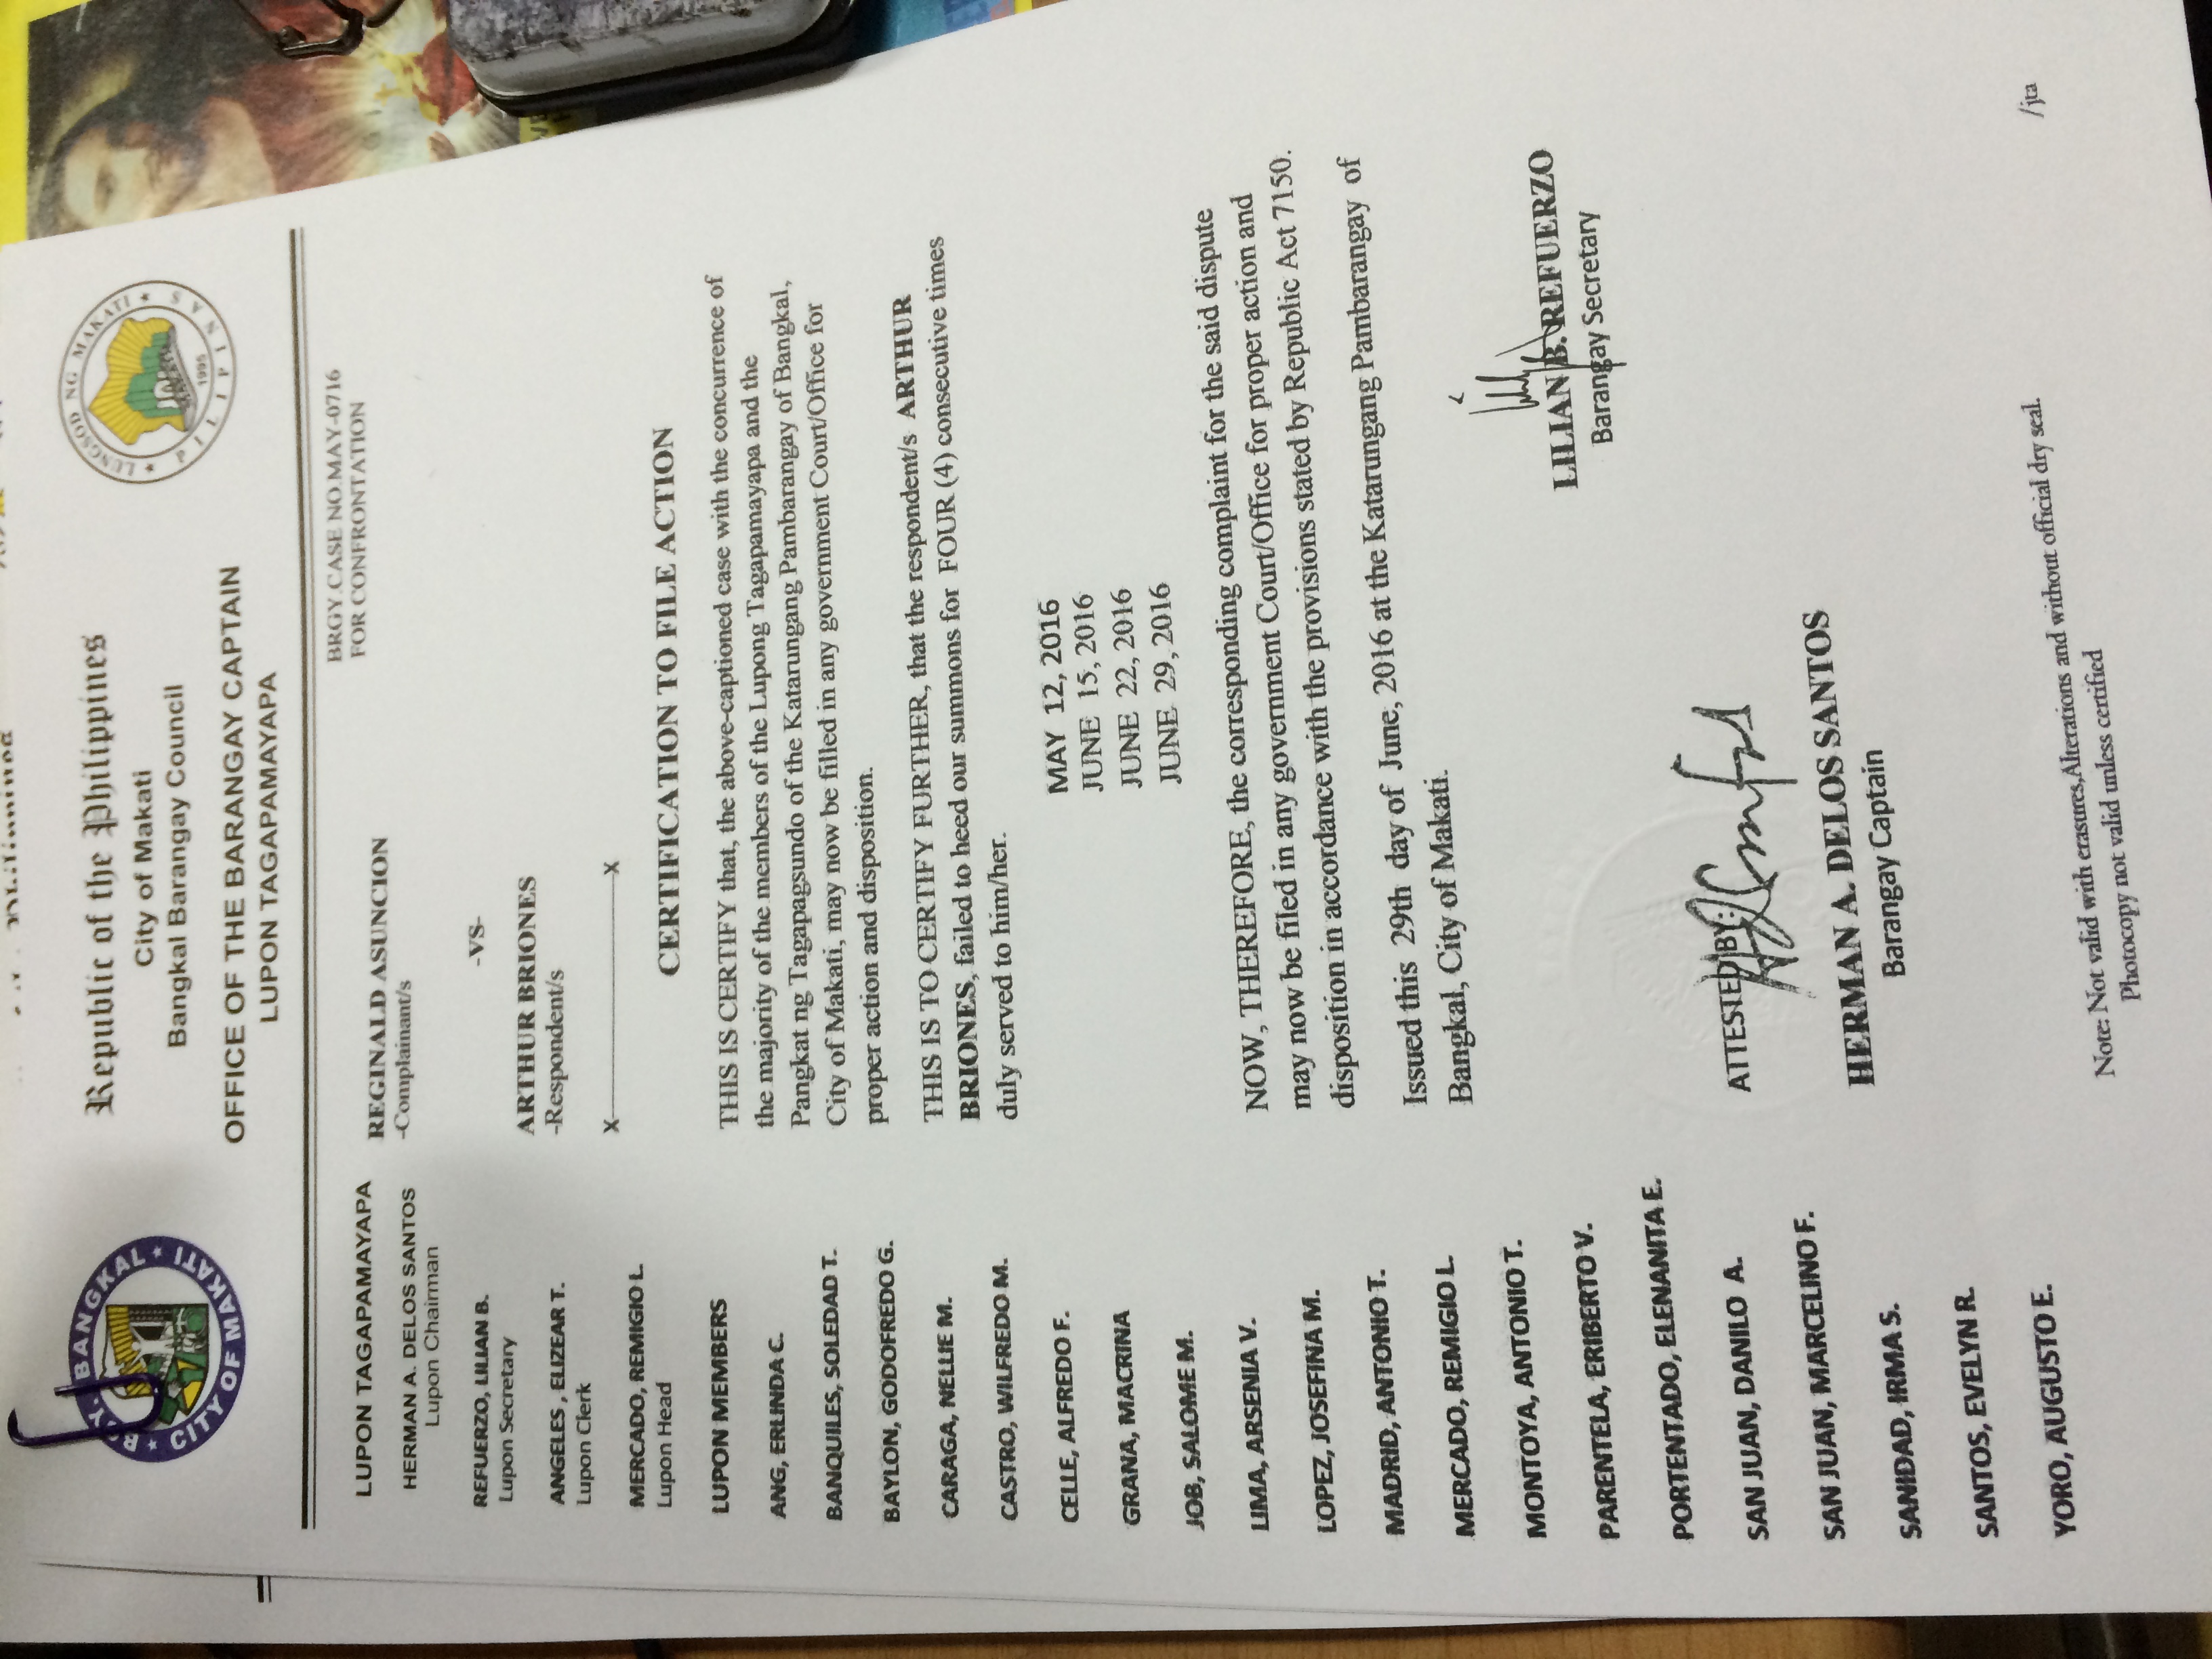 Philippines
BRGY. BANGKAL
CITY OF MAKATI
Republic of the Philippines
City of Makati
Bangkal Barangay Council
OFFICE OF THE BARANGAY CAPTAIN
LUPON TAGAPAMAYAPA
LUNGSOD NG MAKATI
PILIPINAS
MAKATI
1995
BRGY.CASE NO.MAY-0716
FOR CONFRONTATION
LUPON TAGAPAMAYAPA
HERMAN A. DELOS SANTOS
Lupon Chairman
REFUERZO, LILIAN B.
Lupon Secretary
ANGELES , ELIZEAR T.
Lupon Clerk
MERCADO, REMIGIO L.
Lupon Head
LUPON MEMBERS
ANG, ERLINDA C.
BANQUILES, SOLEDAD T.
BAYLON, GODOFREDO G.
CARAGA, NELLIE M.
CASTRO, WILFREDO M.
CELLE, ALFREDO F.
GRANA, MACRINA
JOB, SALOME M.
LIMA, ARSENIA V.
LOPEZ, JOSEFINA M.
MADRID, ANTONIO T.
MERCADO, REMIGIO L.
MONTOYA, ANTONIO T.
PARENTELA, ERIBERTO V.
PORTENTADO, ELENANITA E.
SAN JUAN, DANILO A.
SAN JUAN, MARCELINO F.
SANIDAD, IRMA S.
SANTOS, EVELYN R.
YORO, AUGUSTO E.
REGINALD ASUNCION
-Complainant/s
-VS-
ARTHUR BRIONES
-Respondent/s
X————————X
CERTIFICATION TO FILE ACTION
THIS IS CERTIFY that, the above-captioned case with the concurrence of
the majority of the members of the Lupong Tagapamayapa and the
Pangkat ng Tagapagsundo of the Katarungang Pambarangay of Bangkal,
City of Makati, may now be filled in any government Court/Office for
proper action and disposition.
THIS IS TO CERTIFY FURTHER, that the respondent/s ARTHUR
BRIONES, failed to heed our summons for FOUR (4) consecutive times
duly served to him/her.
MAY 12, 2016
JUNE 15, 2016
JUNE 22, 2016
JUNE 29, 2016
NOW, THEREFORE, the corresponding complaint for the said dispute
may now be filed in any government Court/Office for proper action and
disposition in accordance with the provisions stated by Republic Act 7150.
Issued this 29th day of June, 2016 at the Katarungang Pambarangay of
Bangkal, City of Makati.
LILIAN B. REFUERZO
Barangay Secretary
ATTESTED BY:
HERMAN A. DELOS SANTOS
Barangay Captain
/jta
Note: Not valid with erasures,Alterations and without official dry seal.
Photocopy not valid unless certified